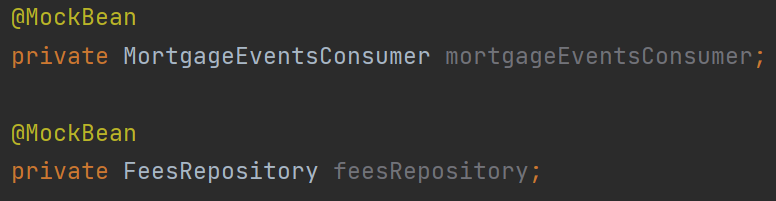 @MockBean
private MortgageEventsConsumer mortgageEventsConsumer;
@MockBean
private FeesRepository feesRepository;